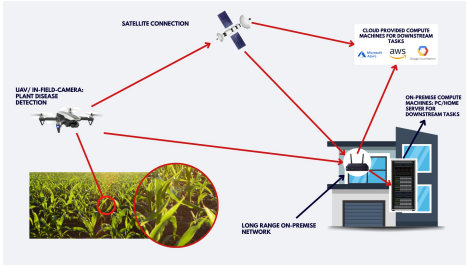 SATELLITE CONNECTION
CLOUD PROVIDED COMPUTE
MACHINES FOR DOWNSTREAM
TASKS
Microsoft
Azure
aws
UAV/ IN-FIELD-CAMERA:
PLANT DISEASE
DETECTION
ON-PREMISE COMPUTE
MACHINES: PC/HOME
SERVER FOR
DOWNSTREAM TASKS
LONG RANGE ON-PREMISE
NETWORK